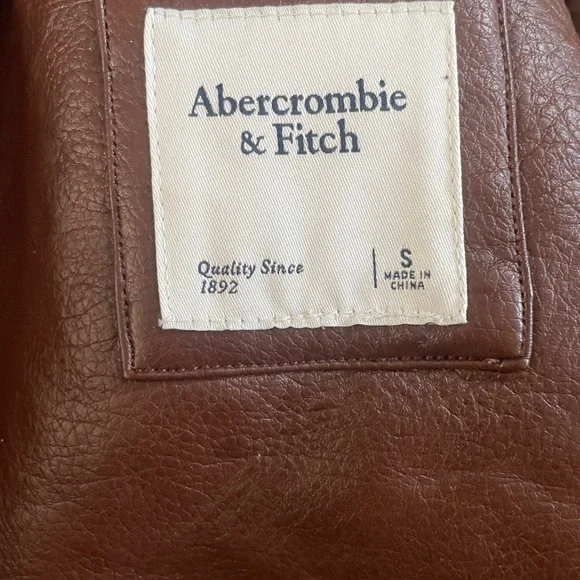 Abercrombie
& Fitch
Quality Since
1892
S
MADE IN
CHINA